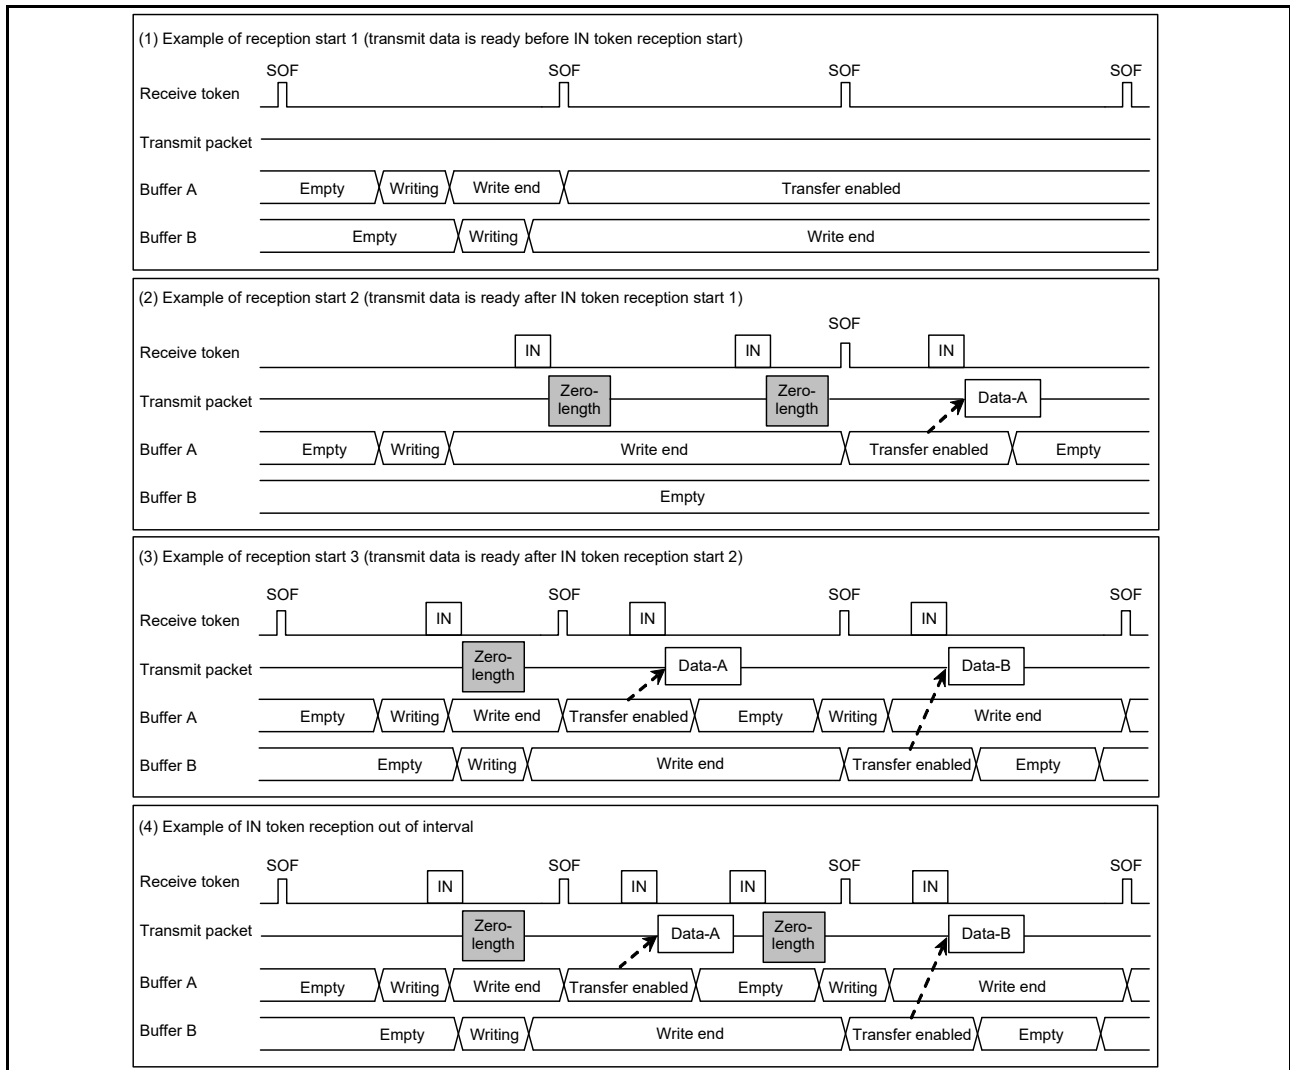 (1) Example of reception start 1 (transmit data is ready before IN token reception start)
SOF SOF SOF SOF
Receive token
Transmit packet
Buffer A Empty Writing Write end Transfer enabled
Buffer B Empty Writing Write end
(2) Example of reception start 2 (transmit data is ready after IN token reception start 1)
SOF
Receive token IN IN IN
Transmit packet Zero-length Zero-length Data-A
Buffer A Empty Writing Write end Transfer enabled Empty
Buffer B Empty
(3) Example of reception start 3 (transmit data is ready after IN token reception start 2)
SOF SOF SOF SOF
Receive token IN IN IN
Transmit packet Zero-length Data-A Data-B
Buffer A Empty Writing Write end Transfer enabled Empty Writing Write end
Buffer B Empty Writing Write end Transfer enabled Empty
(4) Example of IN token reception out of interval
SOF SOF SOF SOF
Receive token IN IN IN IN
Transmit packet Zero-length Data-A Zero-length Data-B
Buffer A Empty Writing Write end Transfer enabled Empty Writing Write end
Buffer B Empty Writing Write end Transfer enabled Empty